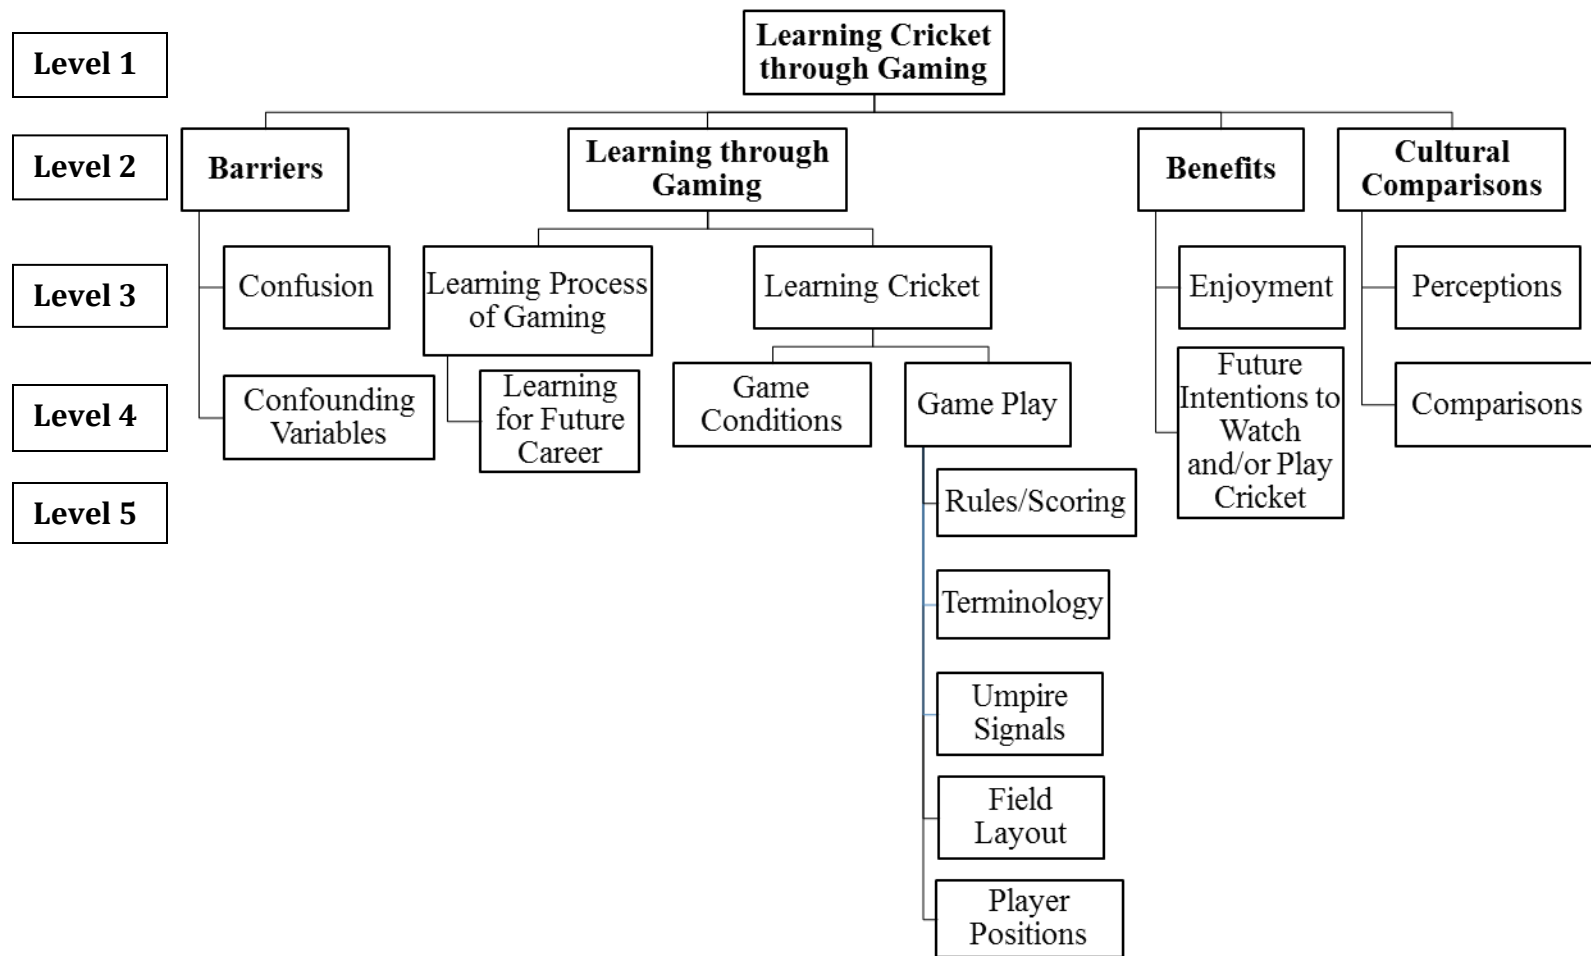 Level 1
Learning Cricket
through Gaming
Level 2
Barriers
Learning through
Gaming
Benefits
Cultural
Comparisons
Level 3
Confusion
Learning Process
of Gaming
Learning Cricket
Enjoyment
Perceptions
Level 4
Confounding
Variables
Learning
for Future
Career
Game
Conditions
Game Play
Future
Intentions to
Watch
and/or Play
Cricket
Comparisons
Level 5
Rules/Scoring
Terminology
Umpire
Signals
Field
Layout
Player
Positions